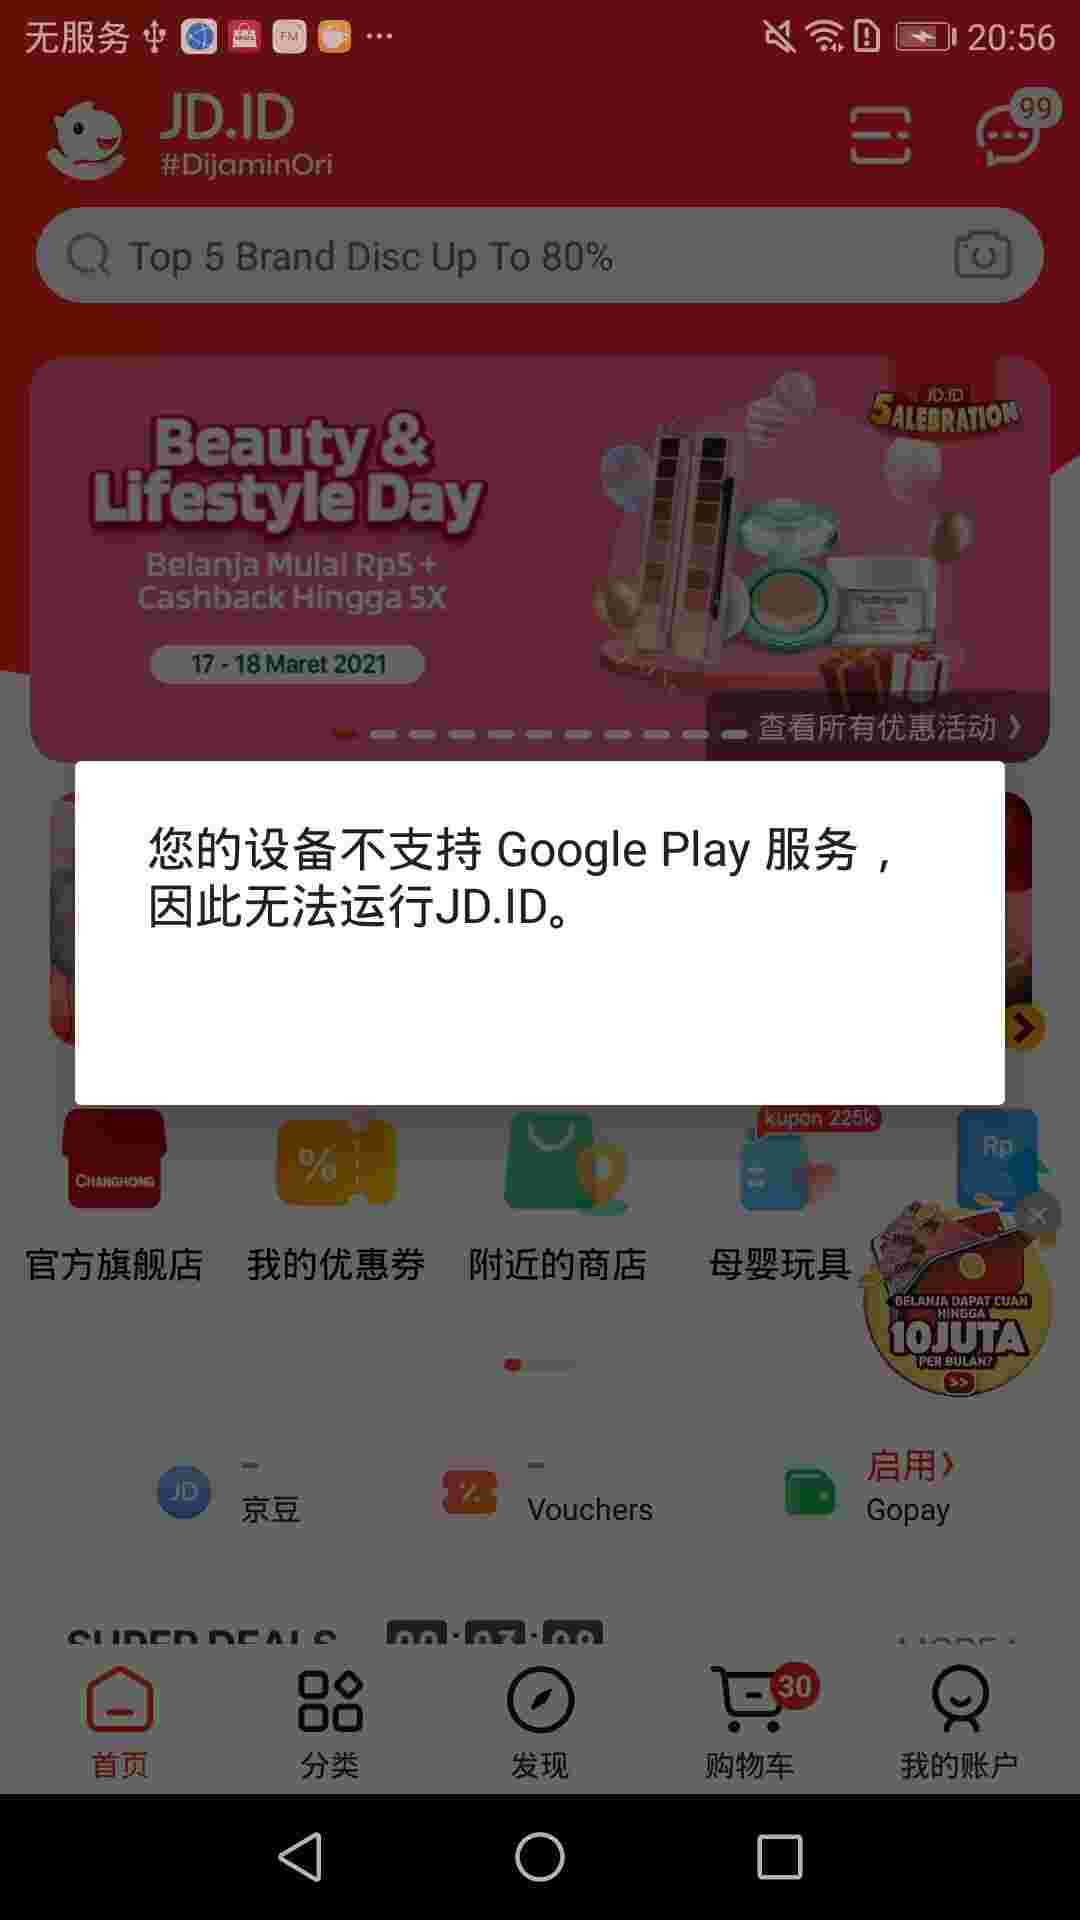 无服务 FM 20:56
JD.ID
#DijaminOri
99
Top 5 Brand Disc Up To 80%
JD.ID
5ALEBRATION
Beauty &
Lifestyle Day
Belanja Mulai Rp5 +
Cashback Hingga 5X
17 - 18 Maret 2021
查看所有优惠活动 》
您的设备不支持 Google Play 服务，
因此无法运行JD.ID。
kupon 225k
CHANGHONG
%
Rp
官方旗舰店 我的优惠券 附近的商店 母婴玩具
BELANJA DAPAT CUAN
HINGGA
10JUTA
PER BULAN?
>>
JD 京豆
Vouchers
启用》
Gopay
SUPER DEALS 00:03:09
MORE
30
首页 分类 发现 购物车 我的账户